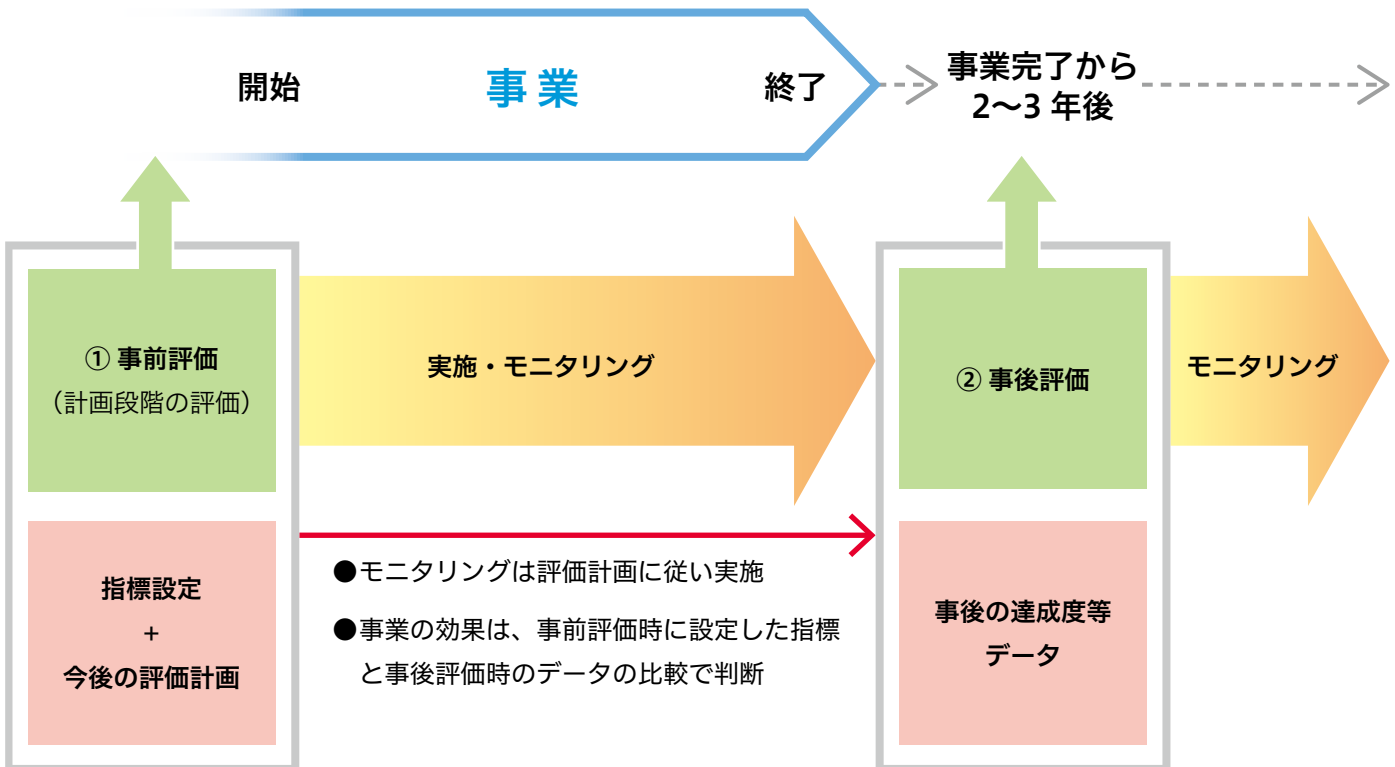 開始
事業
終了
事業完了から
2〜3 年後
① 事前評価
（計画段階の評価）
実施・モニタリング
② 事後評価
モニタリング
指標設定
+
今後の評価計画
●モニタリングは評価計画に従い実施
●事業の効果は、事前評価時に設定した指標
と事後評価時のデータの比較で判断
事後の達成度等
データ